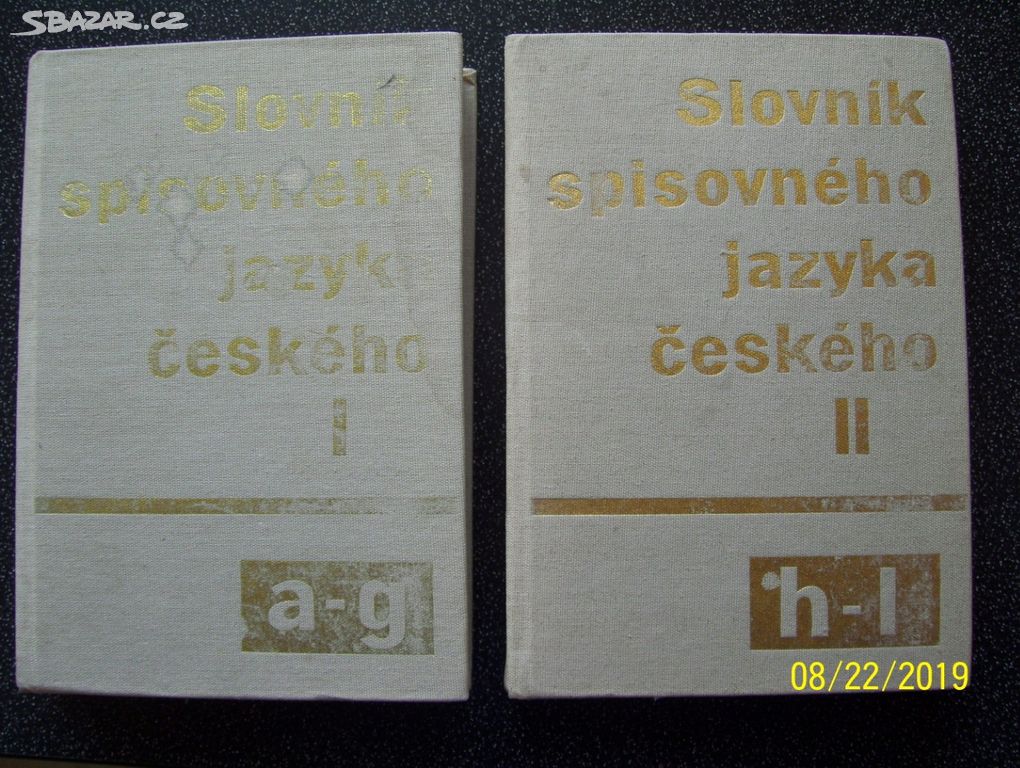 SBAZAR.CZ
Slovník
spisovného
jazyka
českého
I
a-g
Slovník
spisovného
jazyka
českého
II
h-l
08/22/2019